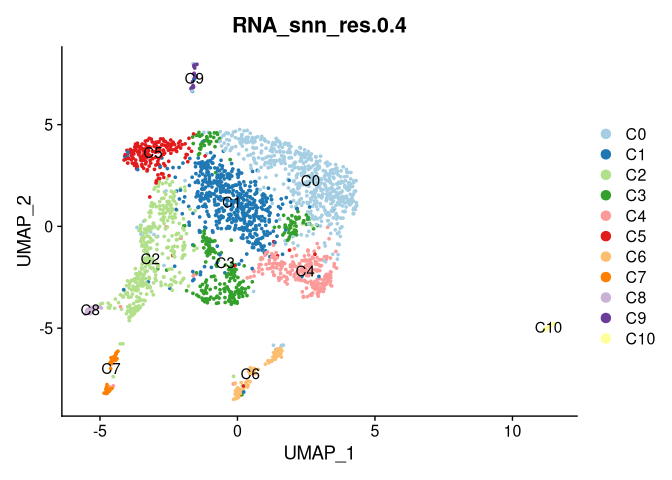 RNA_snn_res.0.4
C9
C5
C0
C1
C2
C3
C4
C8
C10
C7
C6
5
0
-5
UMAP_2
-5
0
5
10
UMAP_1
C0
C1
C2
C3
C4
C5
C6
C7
C8
C9
C10